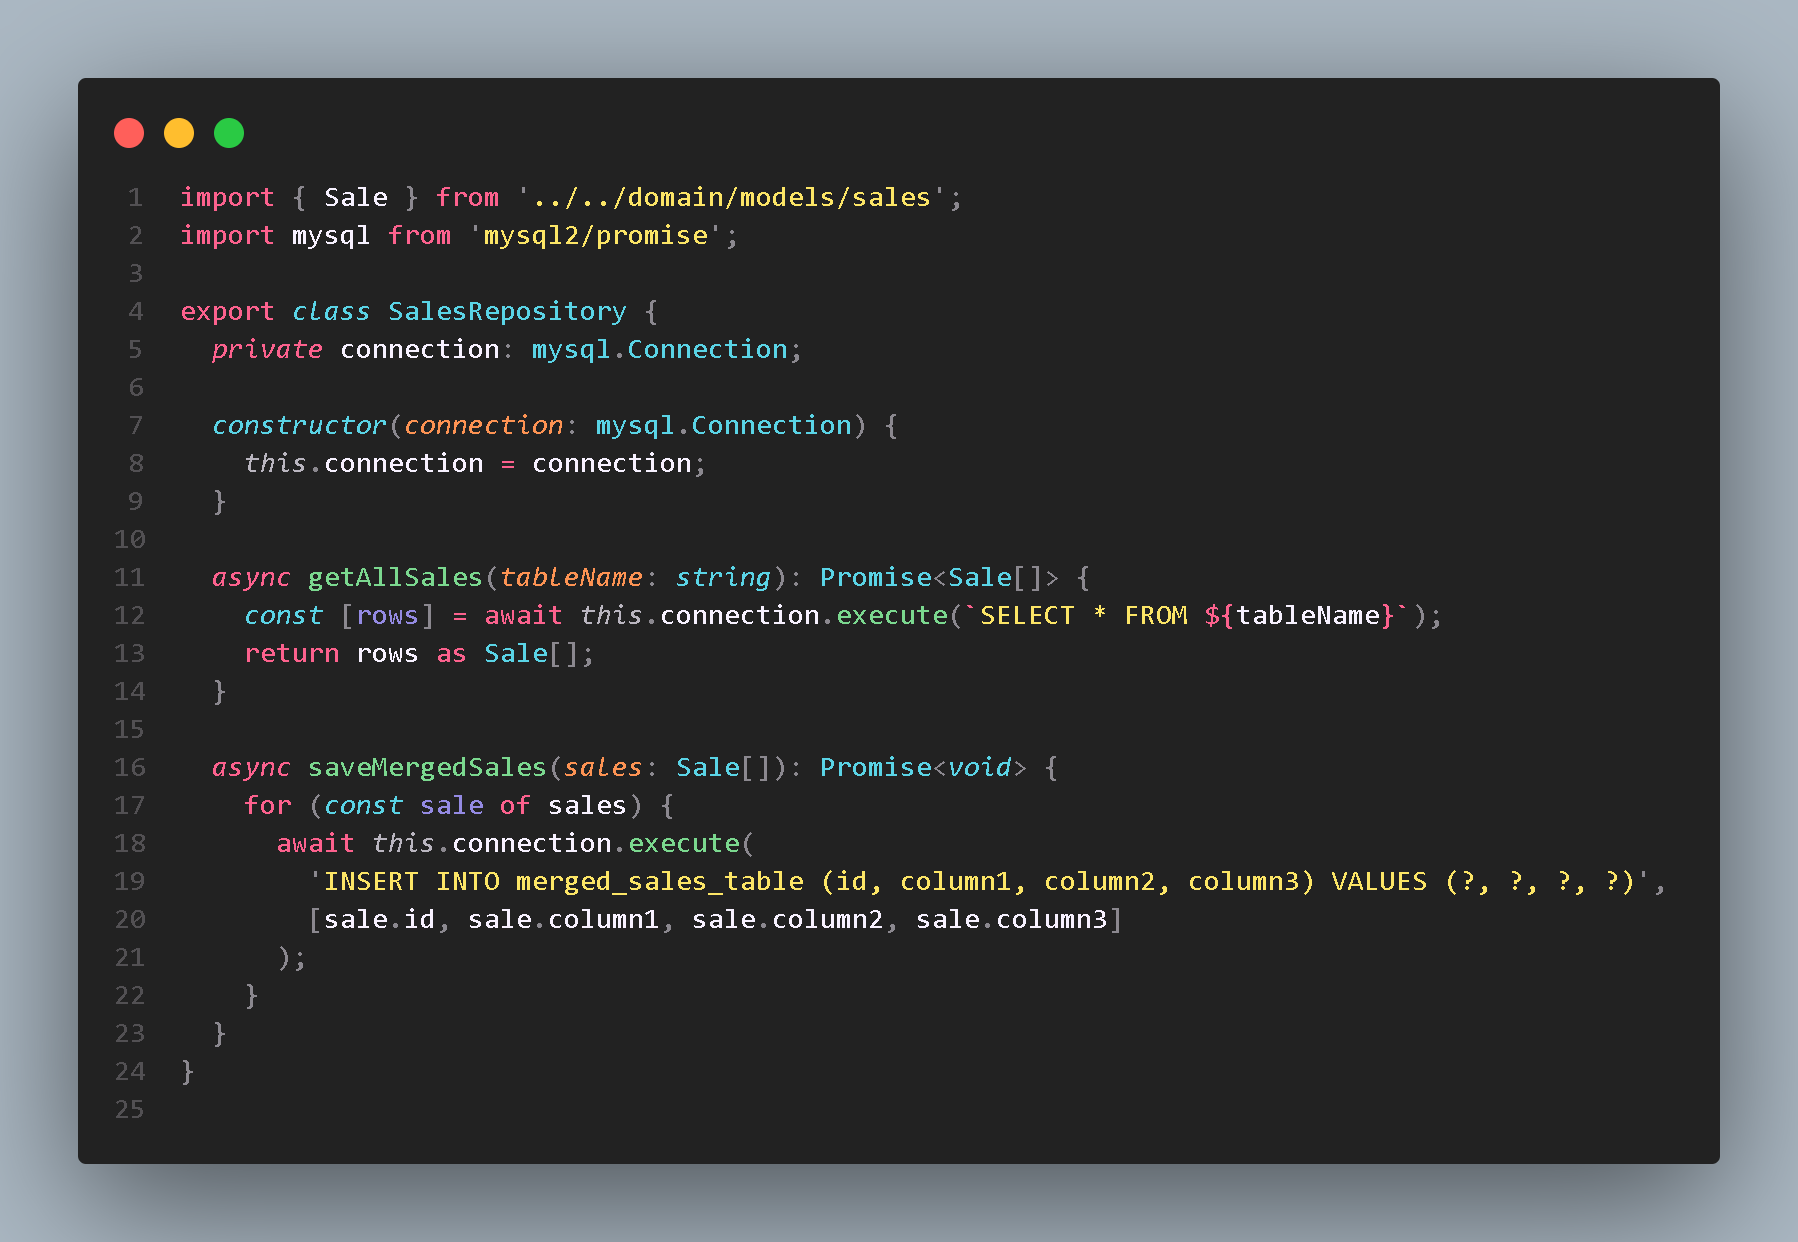 1 import { Sale } from '../../domain/models/sales';
2 import mysql from 'mysql2/promise';
3
4 export class SalesRepository {
5   private connection: mysql.Connection;
6
7   constructor(connection: mysql.Connection) {
8     this.connection = connection;
9   }
10
11   async getAllSales(tableName: string): Promise<Sale[]> {
12     const [rows] = await this.connection.execute(`SELECT * FROM ${tableName}`);
13     return rows as Sale[];
14   }
15
16   async saveMergedSales(sales: Sale[]): Promise<void> {
17     for (const sale of sales) {
18       await this.connection.execute(
19         'INSERT INTO merged_sales_table (id, column1, column2, column3) VALUES (?, ?, ?, ?)',
20         [sale.id, sale.column1, sale.column2, sale.column3]
21       );
22     }
23   }
24 }
25